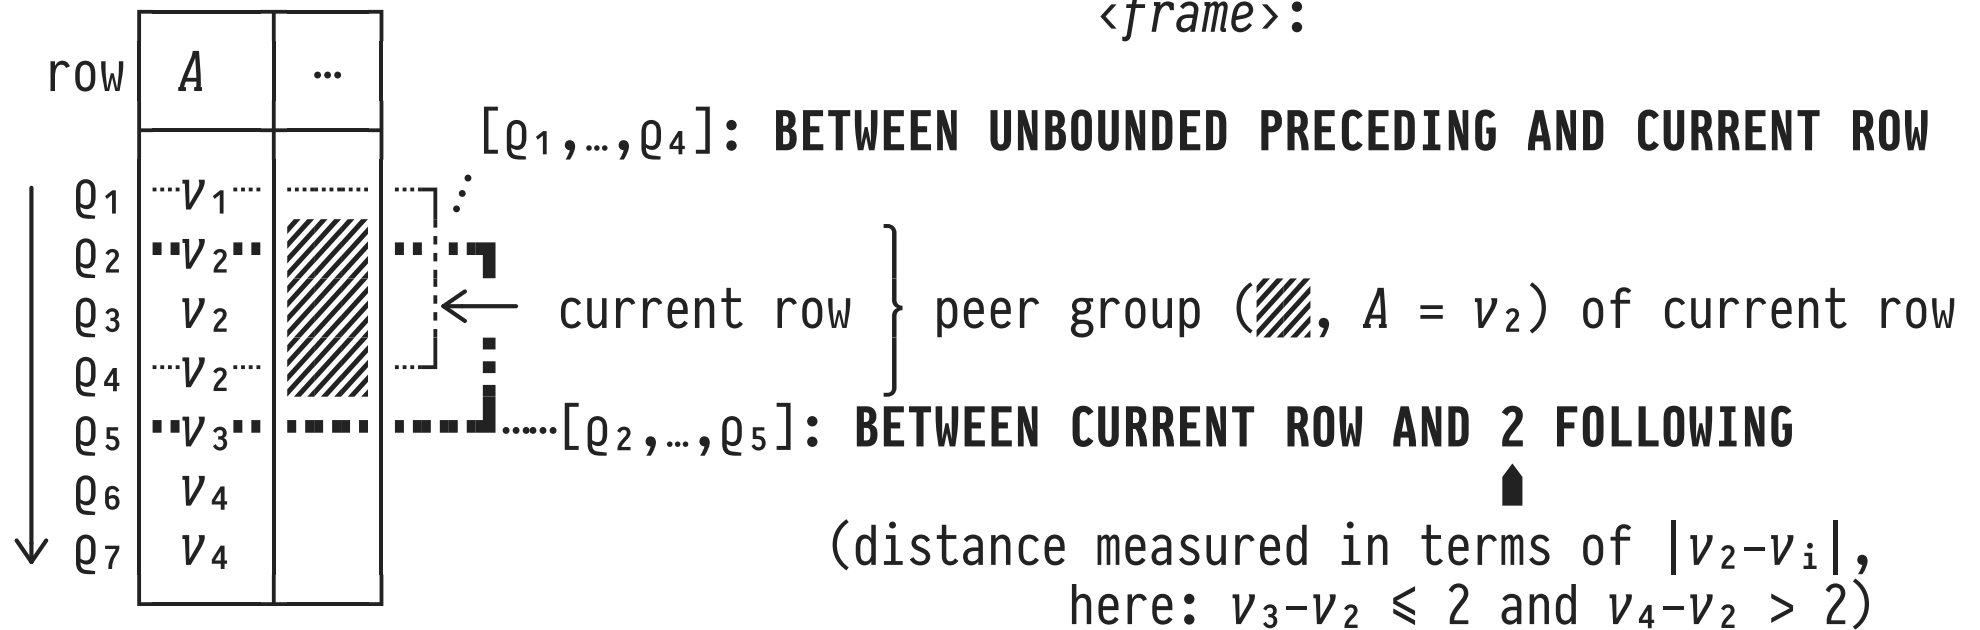 <frame>:
row A …
[ϱ₁,…,ϱ₄]: BETWEEN UNBOUNDED PRECEDING AND CURRENT ROW
ϱ₁ v₁
ϱ₂ v₂
ϱ₃ v₂ current row peer group (▨, A = v₂) of current row
ϱ₄ v₂
ϱ₅ v₃ [ϱ₂,…,ϱ₅]: BETWEEN CURRENT ROW AND 2 FOLLOWING
ϱ₆ v₄
ϱ₇ v₄
(distance measured in terms of |v₂-vᵢ|,
here: v₃-v₂ ⩽ 2 and v₄-v₂ > 2)